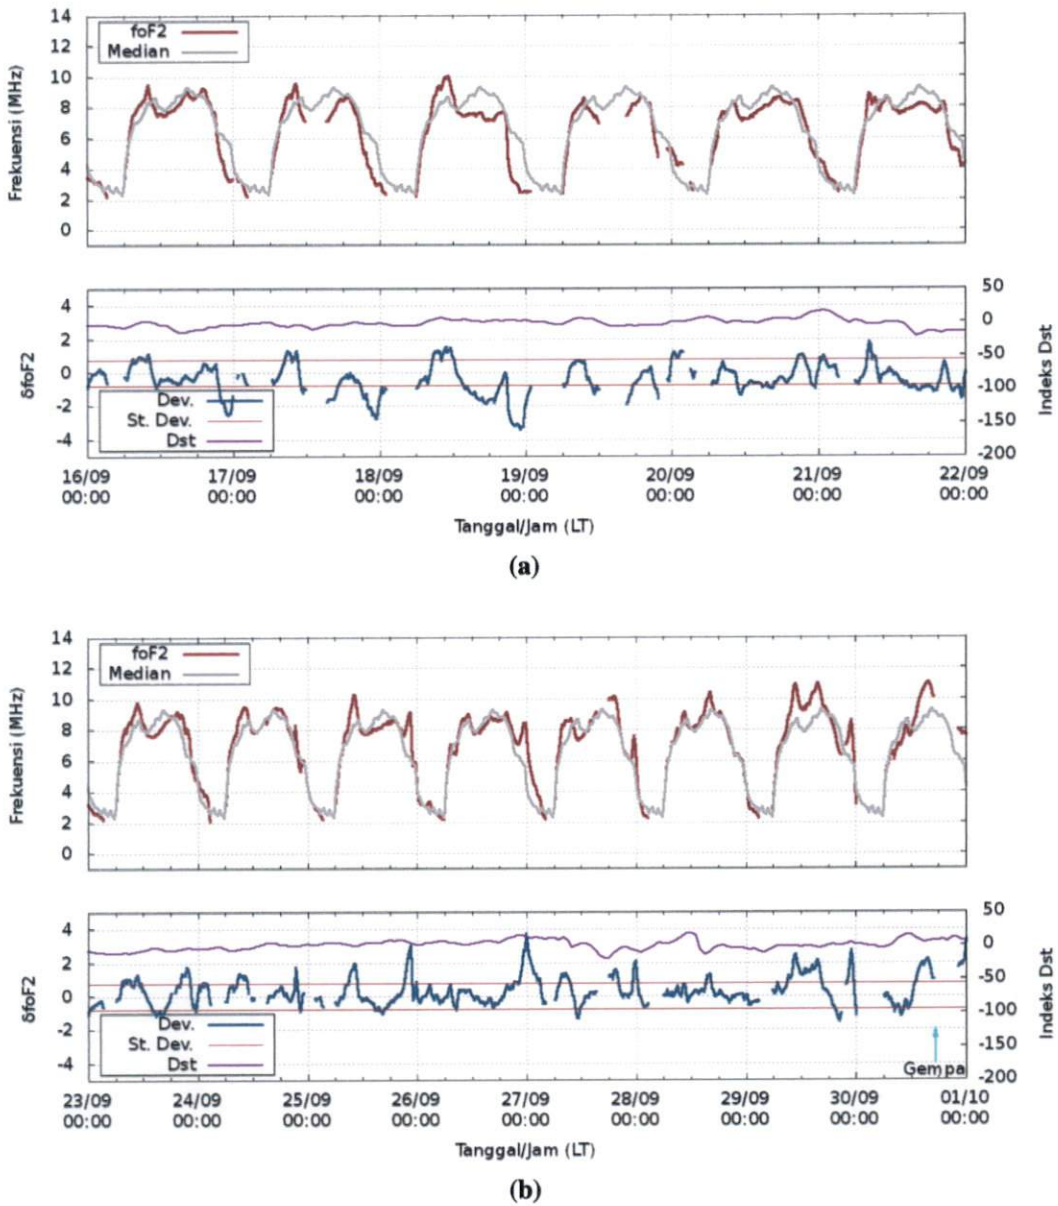 14
12
10
8
6
4
2
0
Frekuensi (MHz)
foF2
Median
4
2
0
-2
-4
δfoF2
50
0
-50
-100
-150
-200
Indeks Dst
Dev.
St. Dev.
Dst
16/09 17/09 18/09 19/09 20/09 21/09 22/09
00:00 00:00 00:00 00:00 00:00 00:00 00:00
Tanggal/Jam (LT)
(a)
14
12
10
8
6
4
2
0
Frekuensi (MHz)
foF2
Median
4
2
0
-2
-4
δfoF2
50
0
-50
-100
-150
-200
Indeks Dst
Dev.
St. Dev.
Dst
Gempa
23/09 24/09 25/09 26/09 27/09 28/09 29/09 30/09 01/10
00:00 00:00 00:00 00:00 00:00 00:00 00:00 00:00 00:00
Tanggal/Jam (LT)
(b)